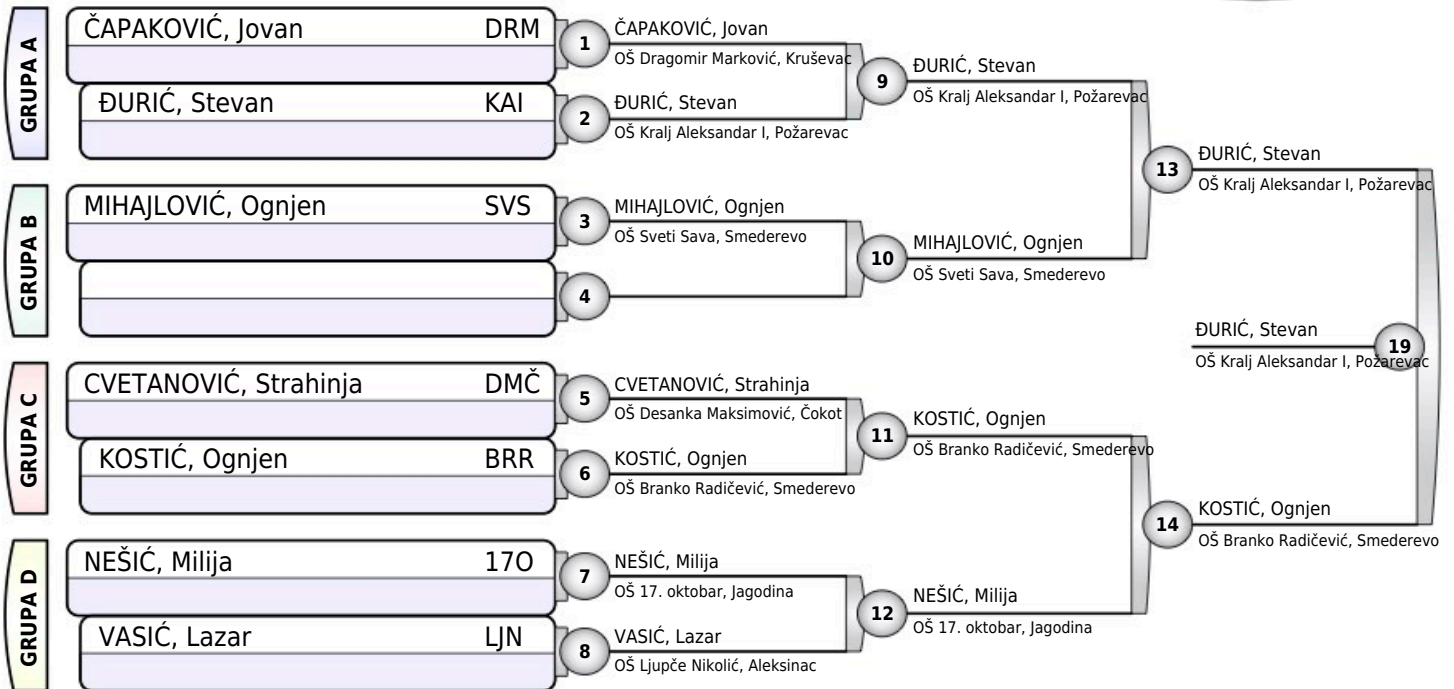 GRUPA A
ČAPAKOVIĆ, Jovan DRM
ĐURIĆ, Stevan KAI
GRUPA B
MIHAJLOVIĆ, Ognjen SVS
GRUPA C
CVETANOVIĆ, Strahinja DMČ
KOSTIĆ, Ognjen BRR
GRUPA D
NEŠIĆ, Milija 17O
VASIĆ, Lazar LJN
1
ČAPAKOVIĆ, Jovan
OŠ Dragomir Marković, Kruševac
2
ĐURIĆ, Stevan
OŠ Kralj Aleksandar I, Požarevac
3
MIHAJLOVIĆ, Ognjen
OŠ Sveti Sava, Smederevo
4
5
CVETANOVIĆ, Strahinja
OŠ Desanka Maksimović, Čokot
6
KOSTIĆ, Ognjen
OŠ Branko Radičević, Smederevo
7
NEŠIĆ, Milija
OŠ 17. oktobar, Jagodina
8
VASIĆ, Lazar
OŠ Ljupče Nikolić, Aleksinac
9
ĐURIĆ, Stevan
OŠ Kralj Aleksandar I, Požarevac
10
MIHAJLOVIĆ, Ognjen
OŠ Sveti Sava, Smederevo
11
KOSTIĆ, Ognjen
OŠ Branko Radičević, Smederevo
12
NEŠIĆ, Milija
OŠ 17. oktobar, Jagodina
13
ĐURIĆ, Stevan
OŠ Kralj Aleksandar I, Požarevac
14
KOSTIĆ, Ognjen
OŠ Branko Radičević, Smederevo
19
ĐURIĆ, Stevan
OŠ Kralj Aleksandar I, Požarevac